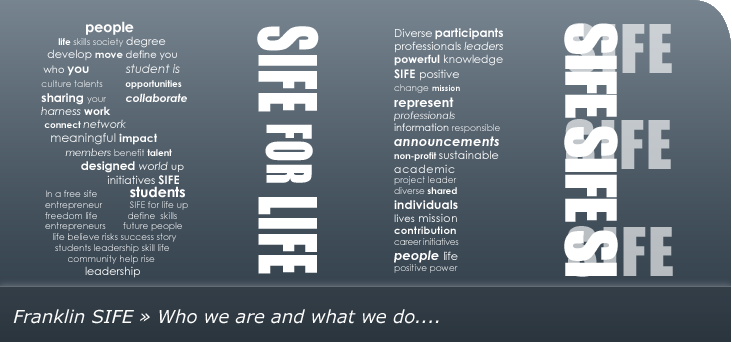 people
life skills society degree
develop move define you
who you student is
culture talents opportunities
sharing your collaborate
harness work
connect network
meaningful impact
members benefit talent
designed world up
initiatives SIFE
students
In a free site
entrepreneur SIFE for life up
freedom life define skills
entrepreneurs future people
life believe risks success story
students leadership skill life
community help rise
leadership
SIFE FOR LIFE
Diverse participants
professionals leaders
powerful knowledge
SIFE positive
change mission
represent
professionals
information responsible
announcements
non-profit sustainable
academic
project leader
diverse shared
individuals
lives mission
contribution
career initiatives
people life
positive power
SIFE SIFE SI
SIFE
SIFE
SIFE
Franklin SIFE » Who we are and what we do....